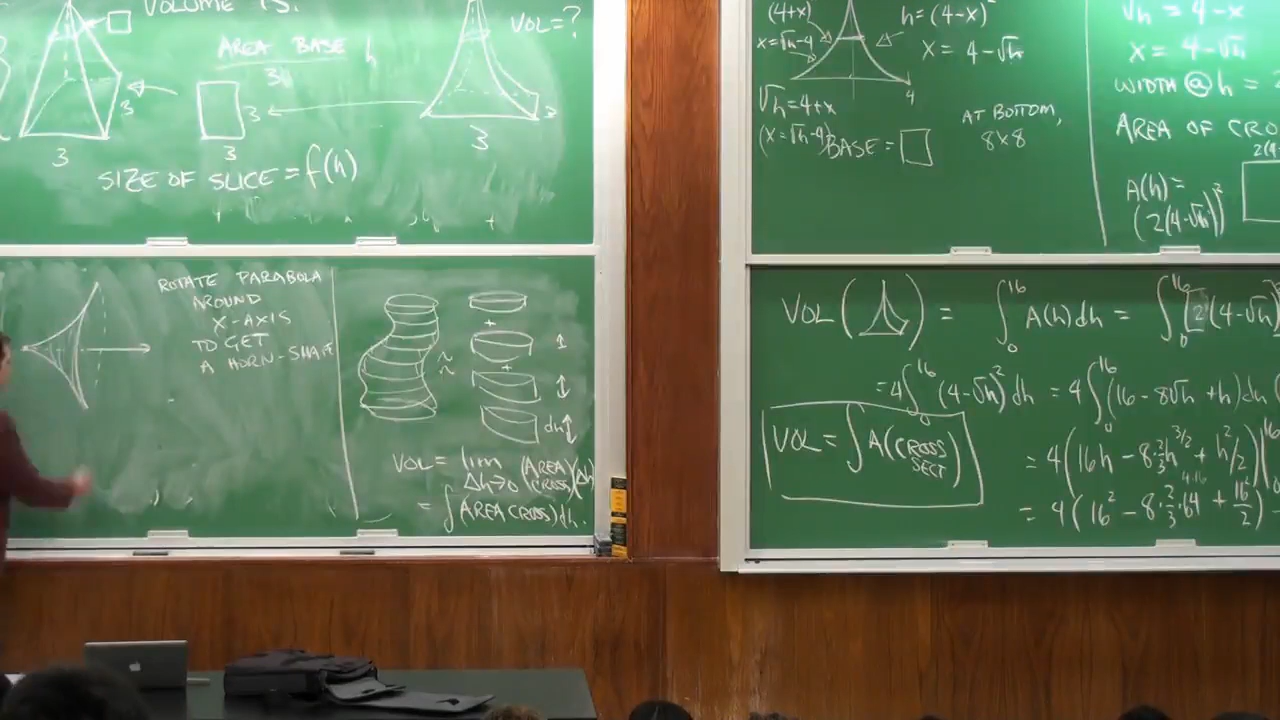 VOLUME IS:
AREA BASE h
3
3
3
3
3
SIZE OF SLICE = f(h)
VOL = ?
3
(4+x)
x=√h-4
√h = 4+x
(x = √h-4)
h = (4-x)²
x = 4-√h
4
BASE =
AT BOTTOM,
8×8
√h = 4-x
x = 4-√h
WIDTH @ h =
AREA OF CRO
A(h) =
(2(4-√h))²
ROTATE PARABOLA
AROUND
X-AXIS
TO GET
A HORN-SHAPE
≈
+
+
dh
VOL = lim Δh→0 (AREA CROSS)(Δh)
= ∫(AREA CROSS)dh.
VOL ( ) = ∫₀¹⁶ A(h)dh = ∫₀¹⁶ [2(4-√h)]
= 4∫₀¹⁶ (4-√h)² dh = 4∫₀¹⁶ (16-8√h+h)dh
VOL = ∫A(CROSS SECT)
= 4(16h - 8·2/3 h^3/2 + h²/2)|
= 4(16² - 8·2/3·64 + 16/2)